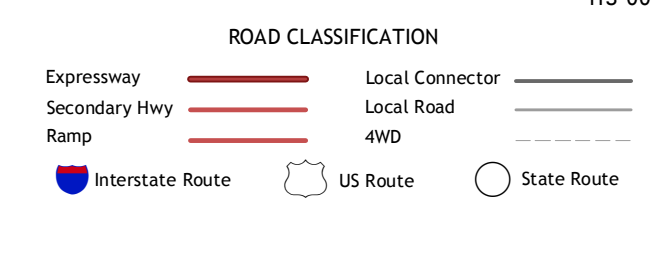 ROAD CLASSIFICATION
Expressway
Local Connector
Secondary Hwy
Local Road
Ramp
4WD
Interstate Route
US Route
State Route